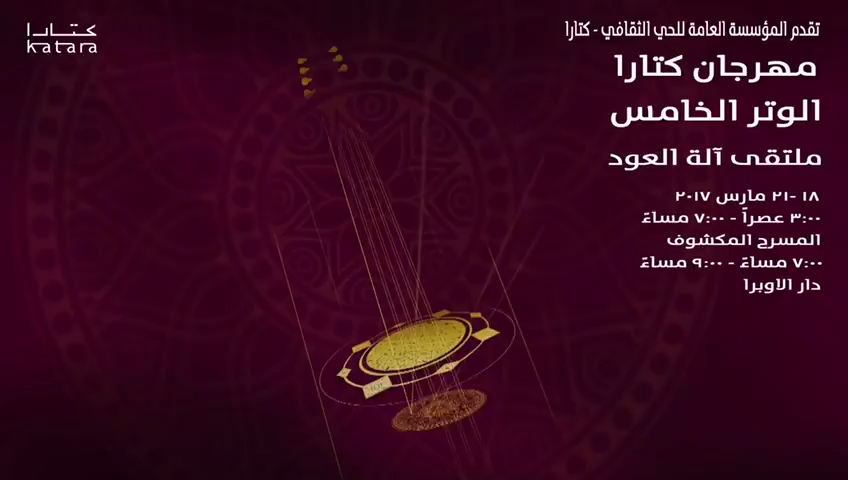 كتارا
katara
تقدم المؤسسة العامة للحي الثقافي - كتارا
مهرجان كتارا
الوتر الخامس
ملتقى آلة العود
١٨ -٢١ مارس ٢٠١٧
٣:٠٠ عصراً - ٧:٠٠ مساءً
المسرح المكشوف
٧:٠٠ مساءً - ٩:٠٠ مساءً
دار الاوبرا